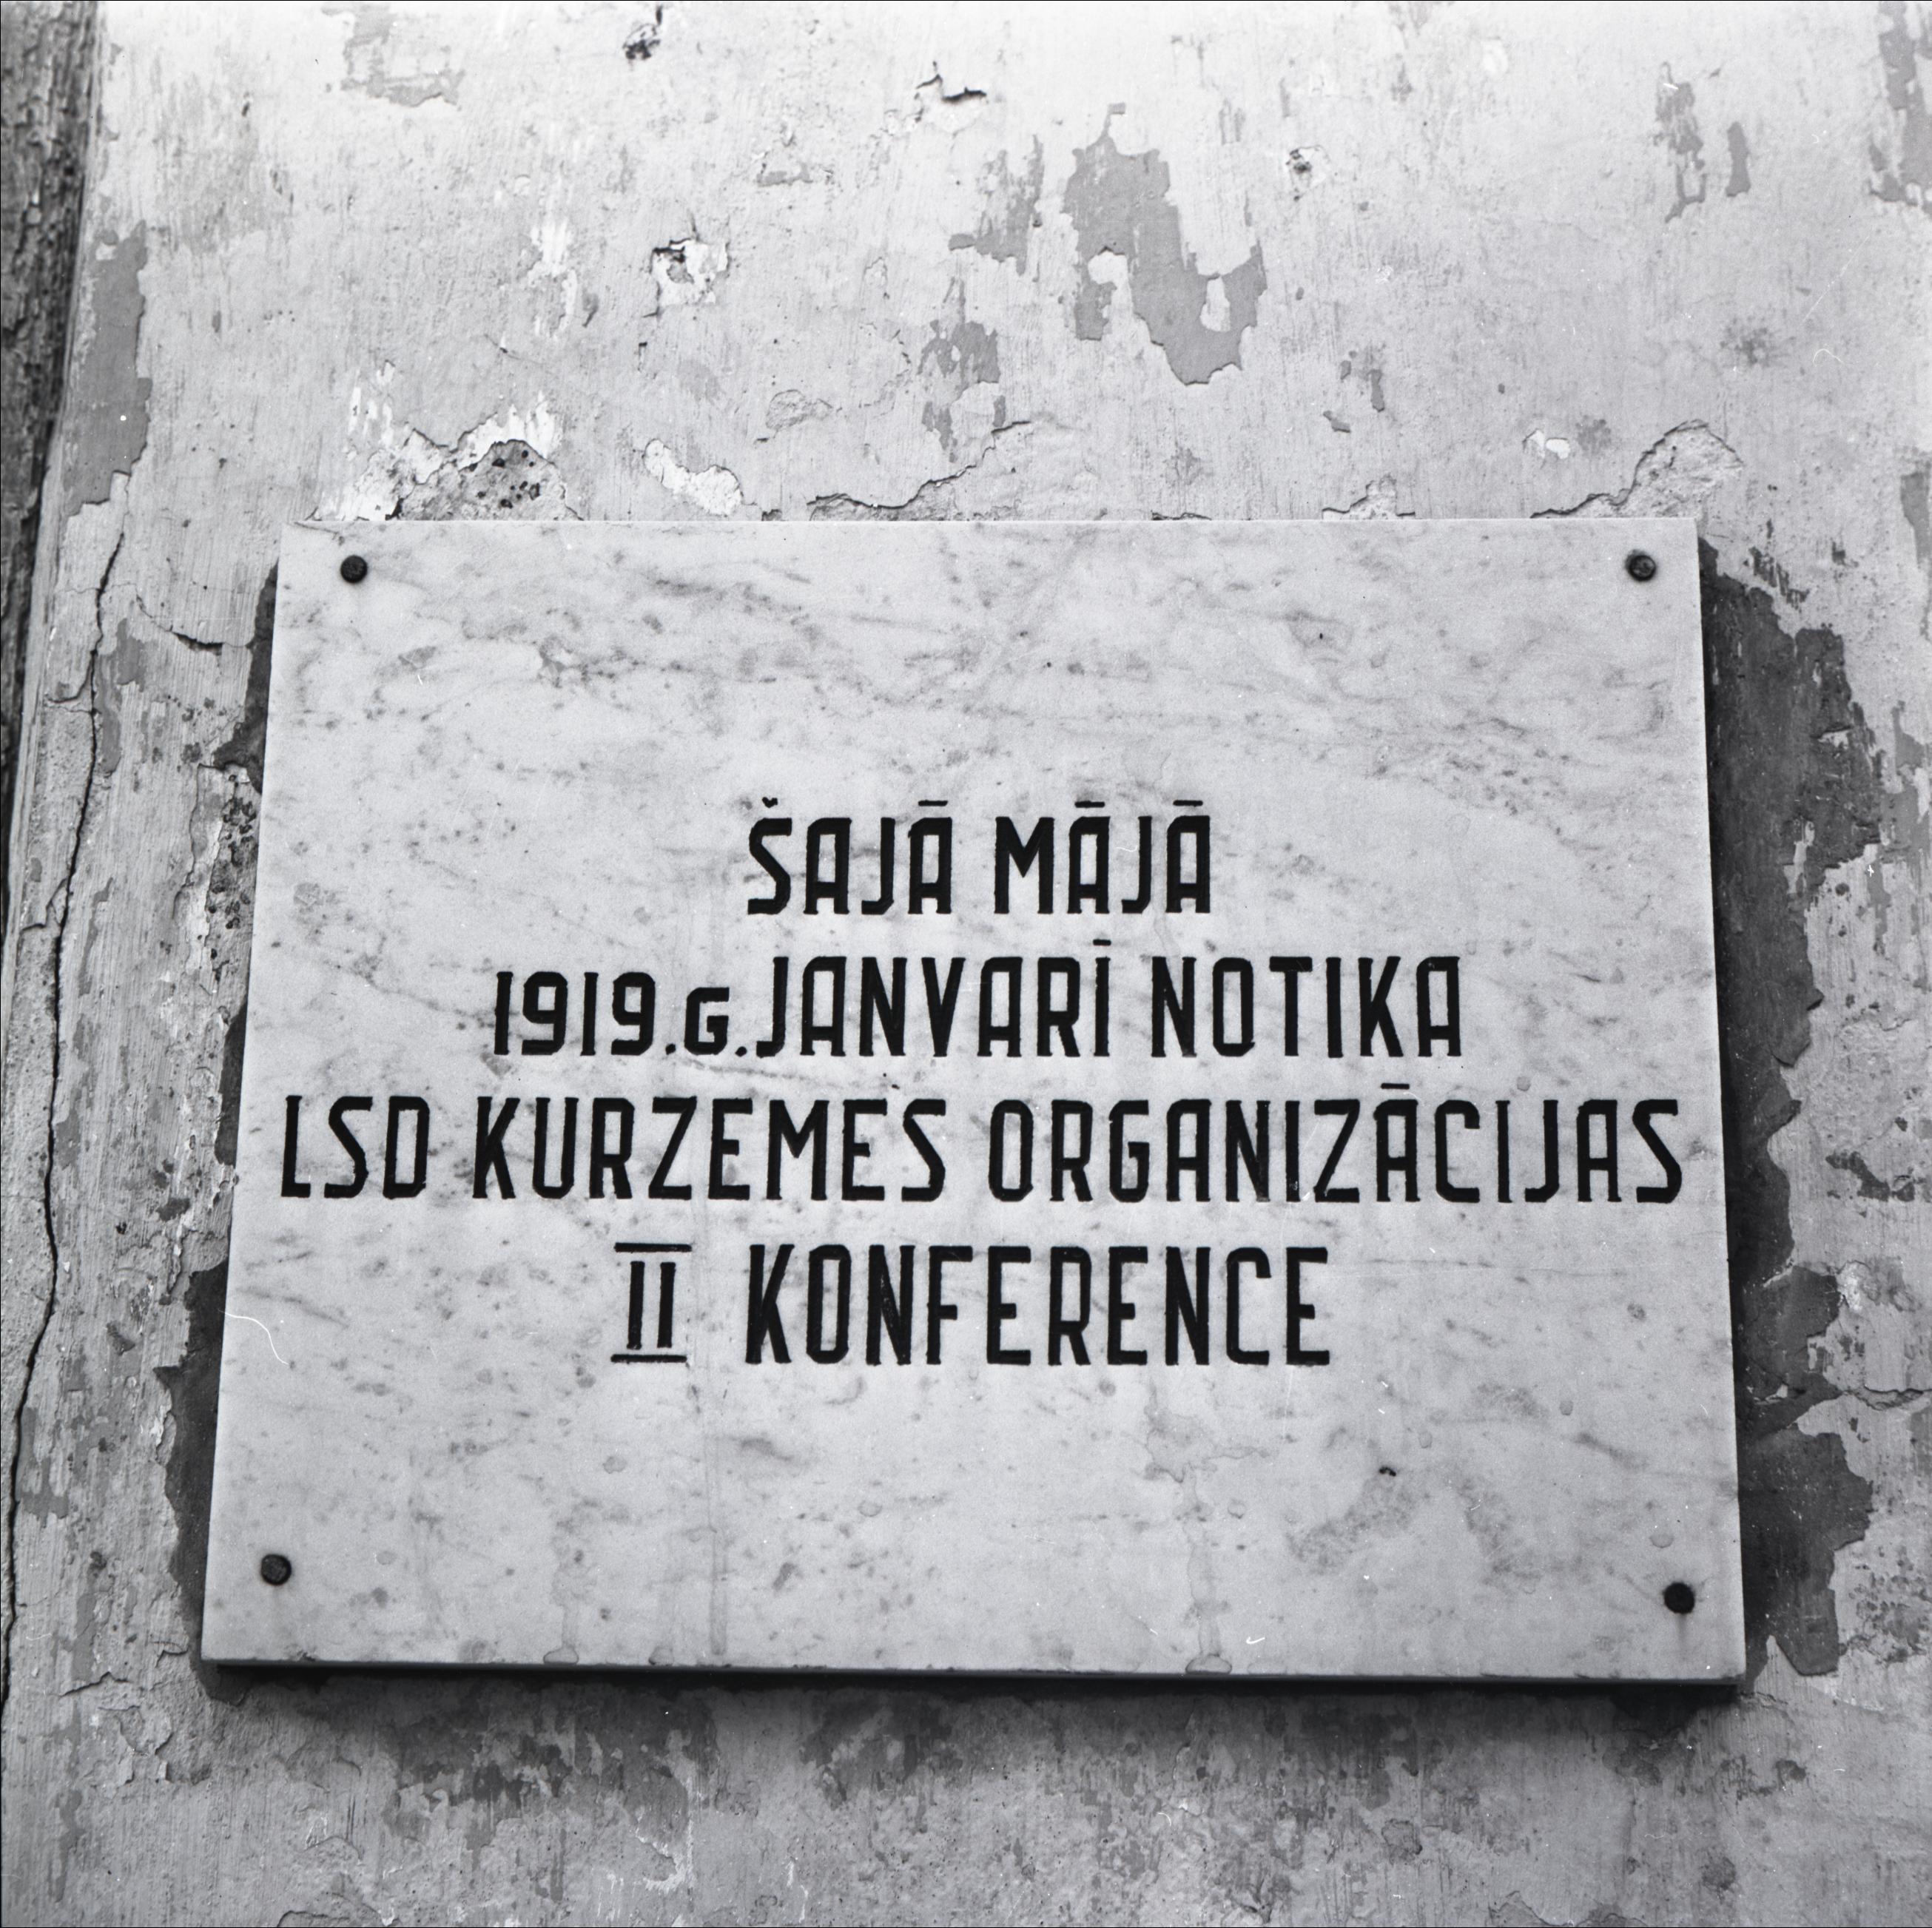 ŠAJĀ MĀJĀ
1919.G.JANVARĪ NOTIKA
LSD KURZEMES ORGANIZĀCIJAS
II KONFERENCE